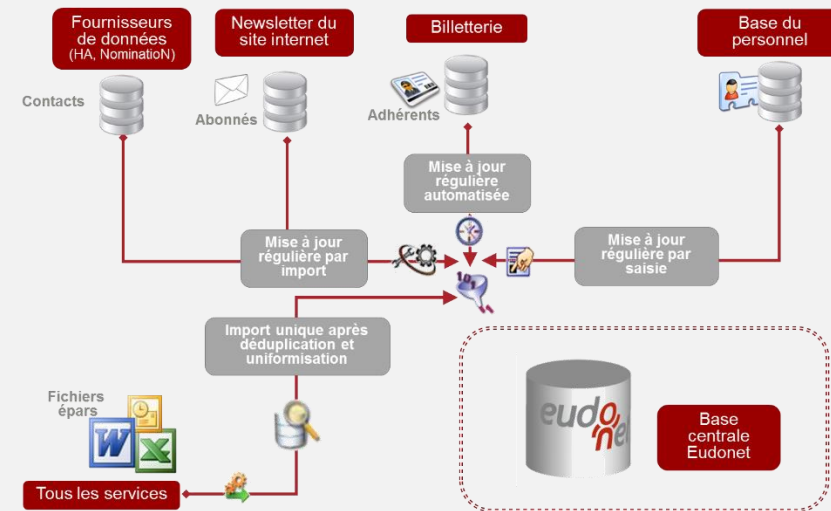 Fournisseurs
de données
(HA, NominatioN)
Newsletter du
site internet
Billetterie
Base du
personnel
Contacts
Abonnés
Adhérents
Mise à jour
régulière
automatisée
Mise à jour
régulière par
import
Mise à jour
régulière par
saisie
101
Import unique après
déduplication et
uniformisation
Fichiers
épars
W
X
Tous les services
eudonet
Base
centrale
Eudonet